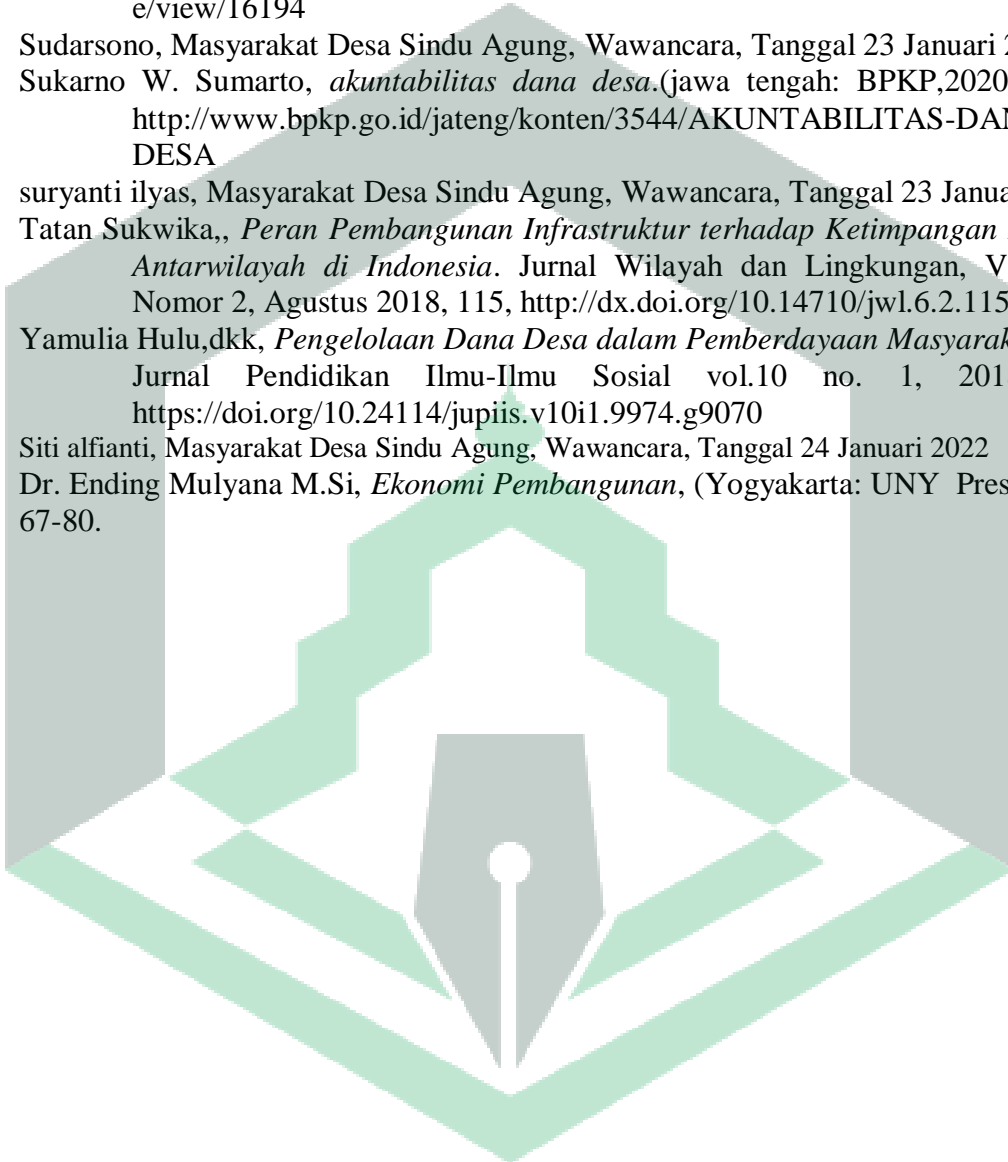 e/view/16194
Sudarsono, Masyarakat Desa Sindu Agung, Wawancara, Tanggal 23 Januari
Sukarno W. Sumarto, akuntabilitas dana desa.(jawa tengah: BPKP,2020
http://www.bpkp.go.id/jateng/konten/3544/AKUNTABILITAS-DAN
DESA
suryanti ilyas, Masyarakat Desa Sindu Agung, Wawancara, Tanggal 23 Janua
Tatan Sukwika,, Peran Pembangunan Infrastruktur terhadap Ketimpangan
Antarwilayah di Indonesia. Jurnal Wilayah dan Lingkungan, V
Nomor 2, Agustus 2018, 115, http://dx.doi.org/10.14710/jwl.6.2.115
Yamulia Hulu,dkk, Pengelolaan Dana Desa dalam Pemberdayaan Masyarak
Jurnal Pendidikan Ilmu-Ilmu Sosial vol.10 no. 1, 201
https://doi.org/10.24114/jupiis.v10i1.9974.g9070
Siti alfianti, Masyarakat Desa Sindu Agung, Wawancara, Tanggal 24 Januari 2022
Dr. Ending Mulyana M.Si, Ekonomi Pembangunan, (Yogyakarta: UNY Pres
67-80.